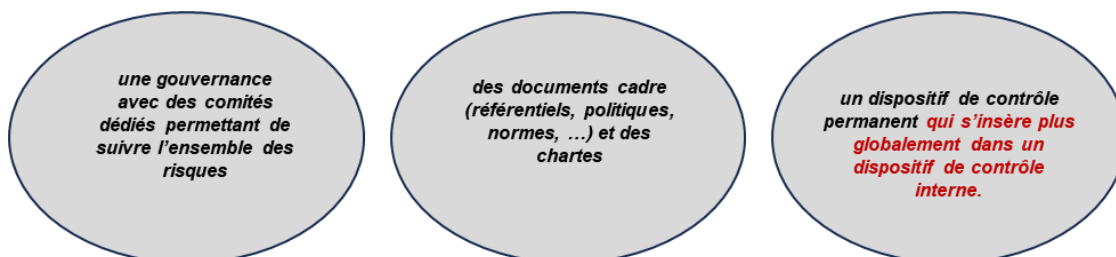 une gouvernance
avec des comités
dédiés permettant de
suivre l'ensemble des
risques
des documents cadre
(référentiels, politiques,
normes, ...) et des
chartes
un dispositif de contrôle
permanent qui s'insère plus
globalement dans un
dispositif de contrôle
interne.